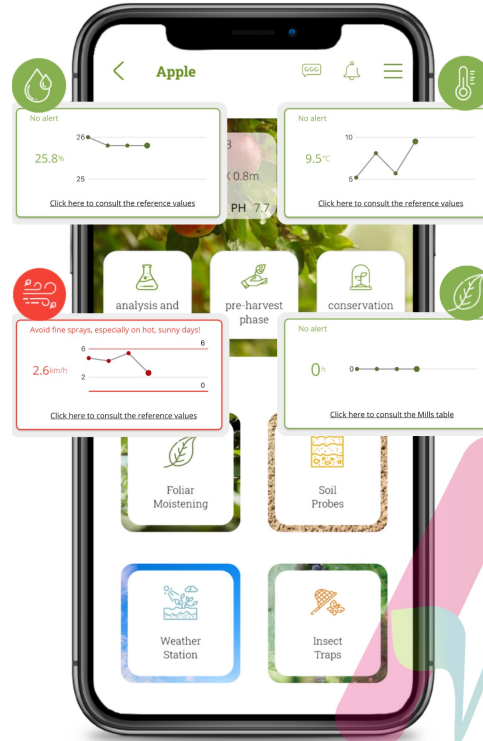 Apple
No alert
26
25.8%
25
Click here to consult the reference values
No alert
10
9.5°C
5
Click here to consult the reference values
3
X 0.8m
PH 7.7
analysis and
pre-harvest
phase
conservation
Avoid fine sprays, especially on hot, sunny days!
6
6
2.6km/h
2
0
Click here to consult the reference values
No alert
0h
0
Click here to consult the Mills table
Foliar
Moistening
Soil
Probes
Weather
Station
Insect
Traps